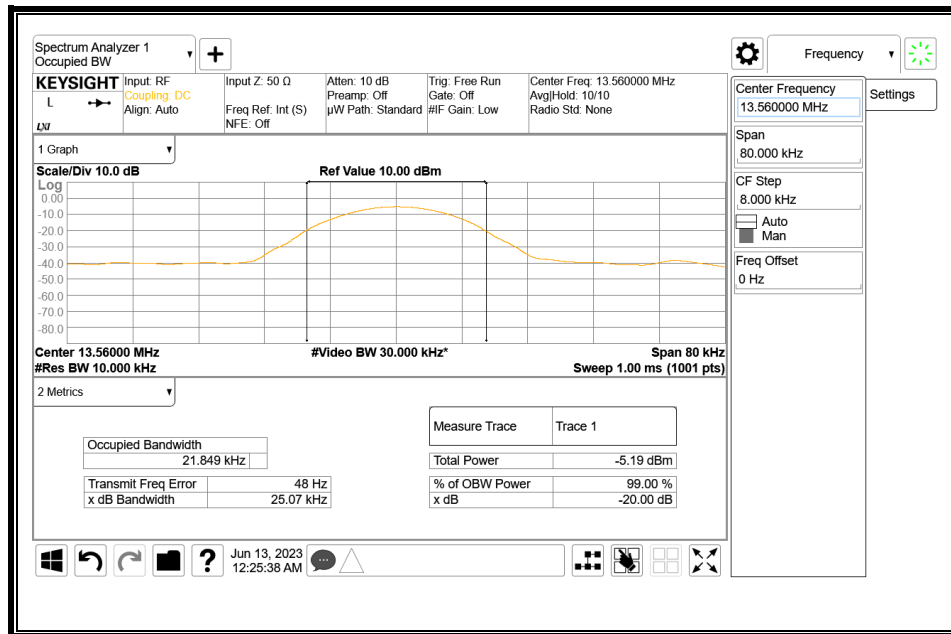 Spectrum Analyzer 1
Occupied BW
Frequency
KEYSIGHT
L
LXI
Input: RF
Coupling: DC
Align: Auto
Input Z: 50 Ω
Freq Ref: Int (S)
NFE: Off
Atten: 10 dB
Preamp: Off
µW Path: Standard
Trig: Free Run
Gate: Off
#IF Gain: Low
Center Freq: 13.560000 MHz
Avg|Hold: 10/10
Radio Std: None
Center Frequency
13.560000 MHz
Settings
Span
80.000 kHz
CF Step
8.000 kHz
Auto
Man
Freq Offset
0 Hz
1 Graph
Scale/Div 10.0 dB
Ref Value 10.00 dBm
Log
0.00
-10.0
-20.0
-30.0
-40.0
-50.0
-60.0
-70.0
-80.0
Center 13.56000 MHz
#Video BW 30.000 kHz*
Span 80 kHz
#Res BW 10.000 kHz
Sweep 1.00 ms (1001 pts)
2 Metrics
Measure Trace Trace 1
Occupied Bandwidth
21.849 kHz
Total Power -5.19 dBm
Transmit Freq Error 48 Hz
% of OBW Power 99.00 %
x dB Bandwidth 25.07 kHz
x dB -20.00 dB
?
Jun 13, 2023
12:25:38 AM